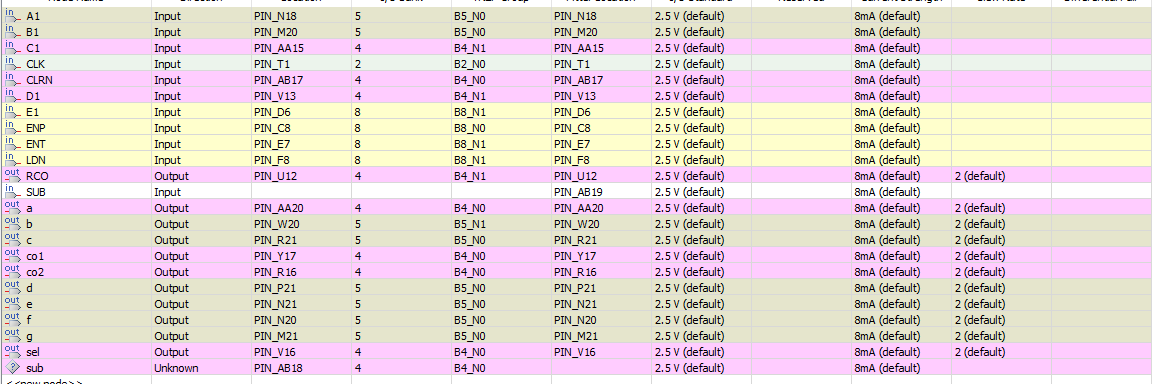 in A1 Input PIN_N18 5 B5_N0 PIN_N18 2.5 V (default) 8mA (default)
in B1 Input PIN_M20 5 B5_N0 PIN_M20 2.5 V (default) 8mA (default)
in C1 Input PIN_AA15 4 B4_N1 PIN_AA15 2.5 V (default) 8mA (default)
in CLK Input PIN_T1 2 B2_N0 PIN_T1 2.5 V (default) 8mA (default)
in CLRN Input PIN_AB17 4 B4_N0 PIN_AB17 2.5 V (default) 8mA (default)
in D1 Input PIN_V13 4 B4_N1 PIN_V13 2.5 V (default) 8mA (default)
in E1 Input PIN_D6 8 B8_N1 PIN_D6 2.5 V (default) 8mA (default)
in ENP Input PIN_C8 8 B8_N0 PIN_C8 2.5 V (default) 8mA (default)
in ENT Input PIN_E7 8 B8_N1 PIN_E7 2.5 V (default) 8mA (default)
in LDN Input PIN_F8 8 B8_N1 PIN_F8 2.5 V (default) 8mA (default)
out RCO Output PIN_U12 4 B4_N1 PIN_U12 2.5 V (default) 8mA (default) 2 (default)
in SUB Input PIN_AB19 2.5 V (default) 8mA (default)
out a Output PIN_AA20 4 B4_N0 PIN_AA20 2.5 V (default) 8mA (default) 2 (default)
out b Output PIN_W20 5 B5_N1 PIN_W20 2.5 V (default) 8mA (default) 2 (default)
out c Output PIN_R21 5 B5_N0 PIN_R21 2.5 V (default) 8mA (default) 2 (default)
out co1 Output PIN_Y17 4 B4_N0 PIN_Y17 2.5 V (default) 8mA (default) 2 (default)
out co2 Output PIN_R16 4 B4_N0 PIN_R16 2.5 V (default) 8mA (default) 2 (default)
out d Output PIN_P21 5 B5_N0 PIN_P21 2.5 V (default) 8mA (default) 2 (default)
out e Output PIN_N21 5 B5_N0 PIN_N21 2.5 V (default) 8mA (default) 2 (default)
out f Output PIN_N20 5 B5_N0 PIN_N20 2.5 V (default) 8mA (default) 2 (default)
out g Output PIN_M21 5 B5_N0 PIN_M21 2.5 V (default) 8mA (default) 2 (default)
out sel Output PIN_V16 4 B4_N0 PIN_V16 2.5 V (default) 8mA (default) 2 (default)
? sub Unknown PIN_AB18 4 B4_N0 2.5 V (default) 8mA (default)
<<new node>>